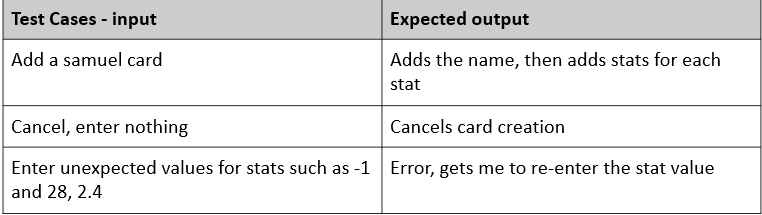 Test Cases - input
Expected output
Add a samuel card
Adds the name, then adds stats for each
stat
Cancel, enter nothing
Cancels card creation
Enter unexpected values for stats such as -1
and 28, 2.4
Error, gets me to re-enter the stat value